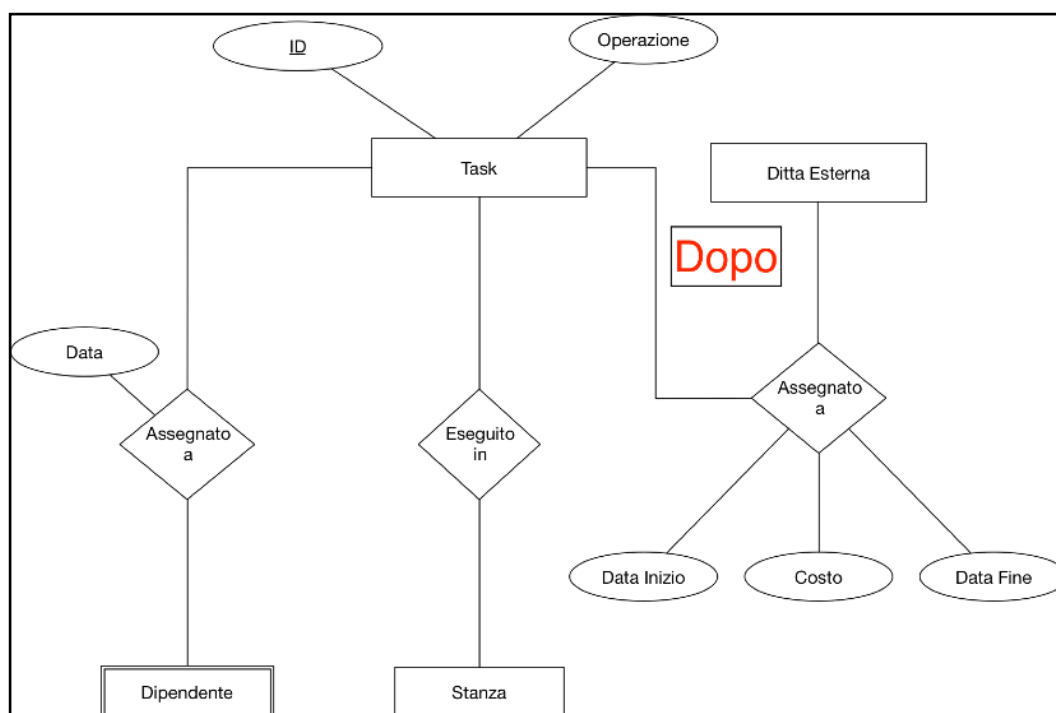 ID
Operazione
Task
Ditta Esterna
Dopo
Data
Assegnato
a
Eseguito
in
Assegnato
a
Data Inizio
Costo
Data Fine
Dipendente
Stanza